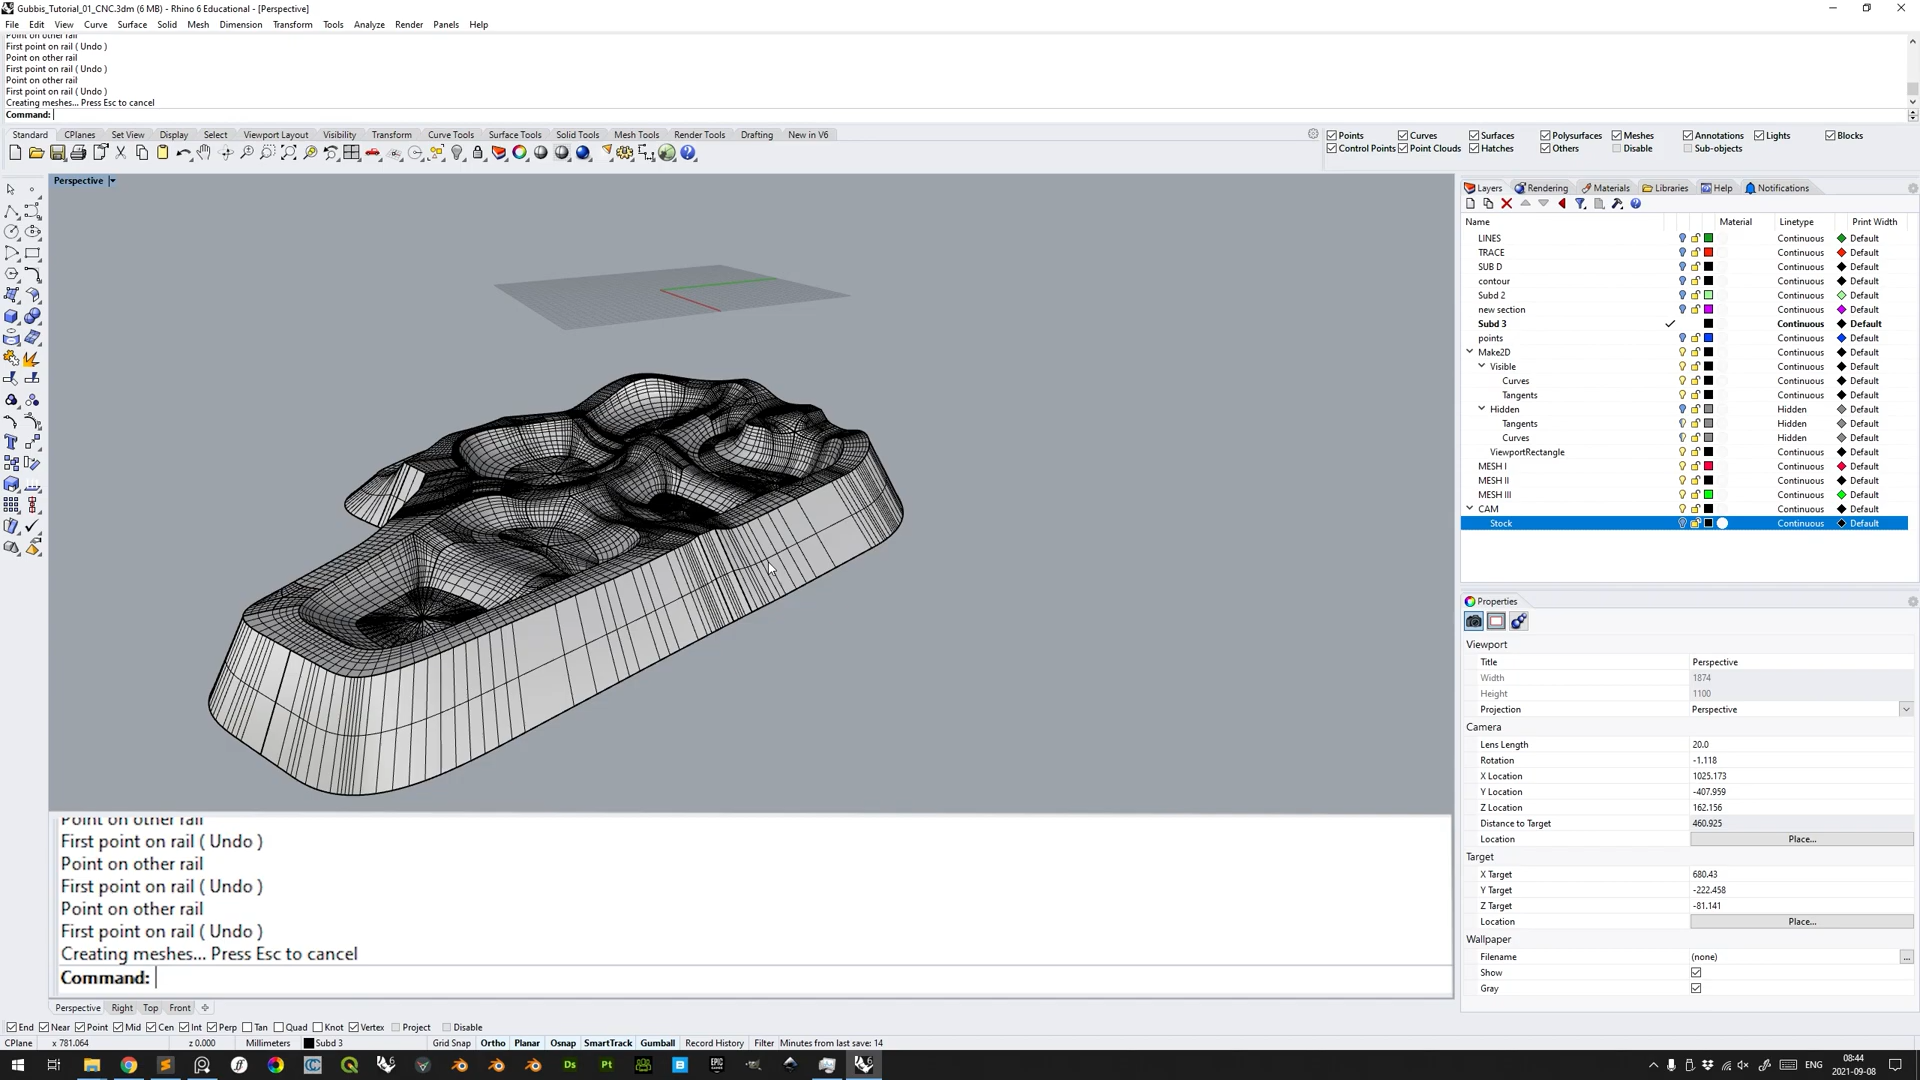 Gubbis_Tutorial_01_CNC.3dm (6 MB) - Rhino 6 Educational - [Perspective]
File Edit View Curve Surface Solid Mesh Dimension Transform Tools Analyze Render Panels Help
Point on other rail
First point on rail ( Undo )
Point on other rail
First point on rail ( Undo )
Point on other rail
First point on rail ( Undo )
Creating meshes... Press Esc to cancel
Command:
Standard CPlanes Set View Display Select Viewport Layout Visibility Transform Curve Tools Surface Tools Solid Tools Mesh Tools Render Tools Drafting New in V6
Points Curves Surfaces Polysurfaces Meshes Annotations Lights Blocks
Control Points Point Clouds Hatches Others Disable Sub-objects
Perspective
Layers Rendering Materials Libraries Help Notifications
Name Material Linetype Print Width
LINES Continuous Default
TRACE Continuous Default
SUB D Continuous Default
contour Continuous Default
Subd 2 Continuous Default
new section Continuous Default
Subd 3 Continuous Default
points Continuous Default
Make2D Continuous Default
Visible Continuous Default
Curves Continuous Default
Tangents Continuous Default
Hidden Hidden Default
Tangents Hidden Default
Curves Hidden Default
ViewportRectangle Continuous Default
MESH I Continuous Default
MESH II Continuous Default
MESH III Continuous Default
CAM Continuous Default
Stock Continuous Default
Properties
Viewport
Title Perspective
Width 1874
Height 1100
Projection Perspective
Camera
Lens Length 20.0
Rotation -1.118
X Location 1025.173
Y Location -407.959
Z Location 162.156
Distance to Target 460.925
Location Place...
Target
X Target 680.43
Y Target -222.458
Z Target -81.141
Location Place...
Wallpaper
Filename (none) ...
Show
Gray
Point on other rail
First point on rail ( Undo )
Point on other rail
First point on rail ( Undo )
Point on other rail
First point on rail ( Undo )
Creating meshes... Press Esc to cancel
Command:
Perspective Right Top Front
End Near Point Mid Cen Int Perp Tan Quad Knot Vertex Project Disable
CPlane x 781.064 z 0.000 Millimeters Subd 3 Grid Snap Ortho Planar Osnap SmartTrack Gumball Record History Filter Minutes from last save: 14
Ds Pt B EPIC ENG 08:44
2021-09-08